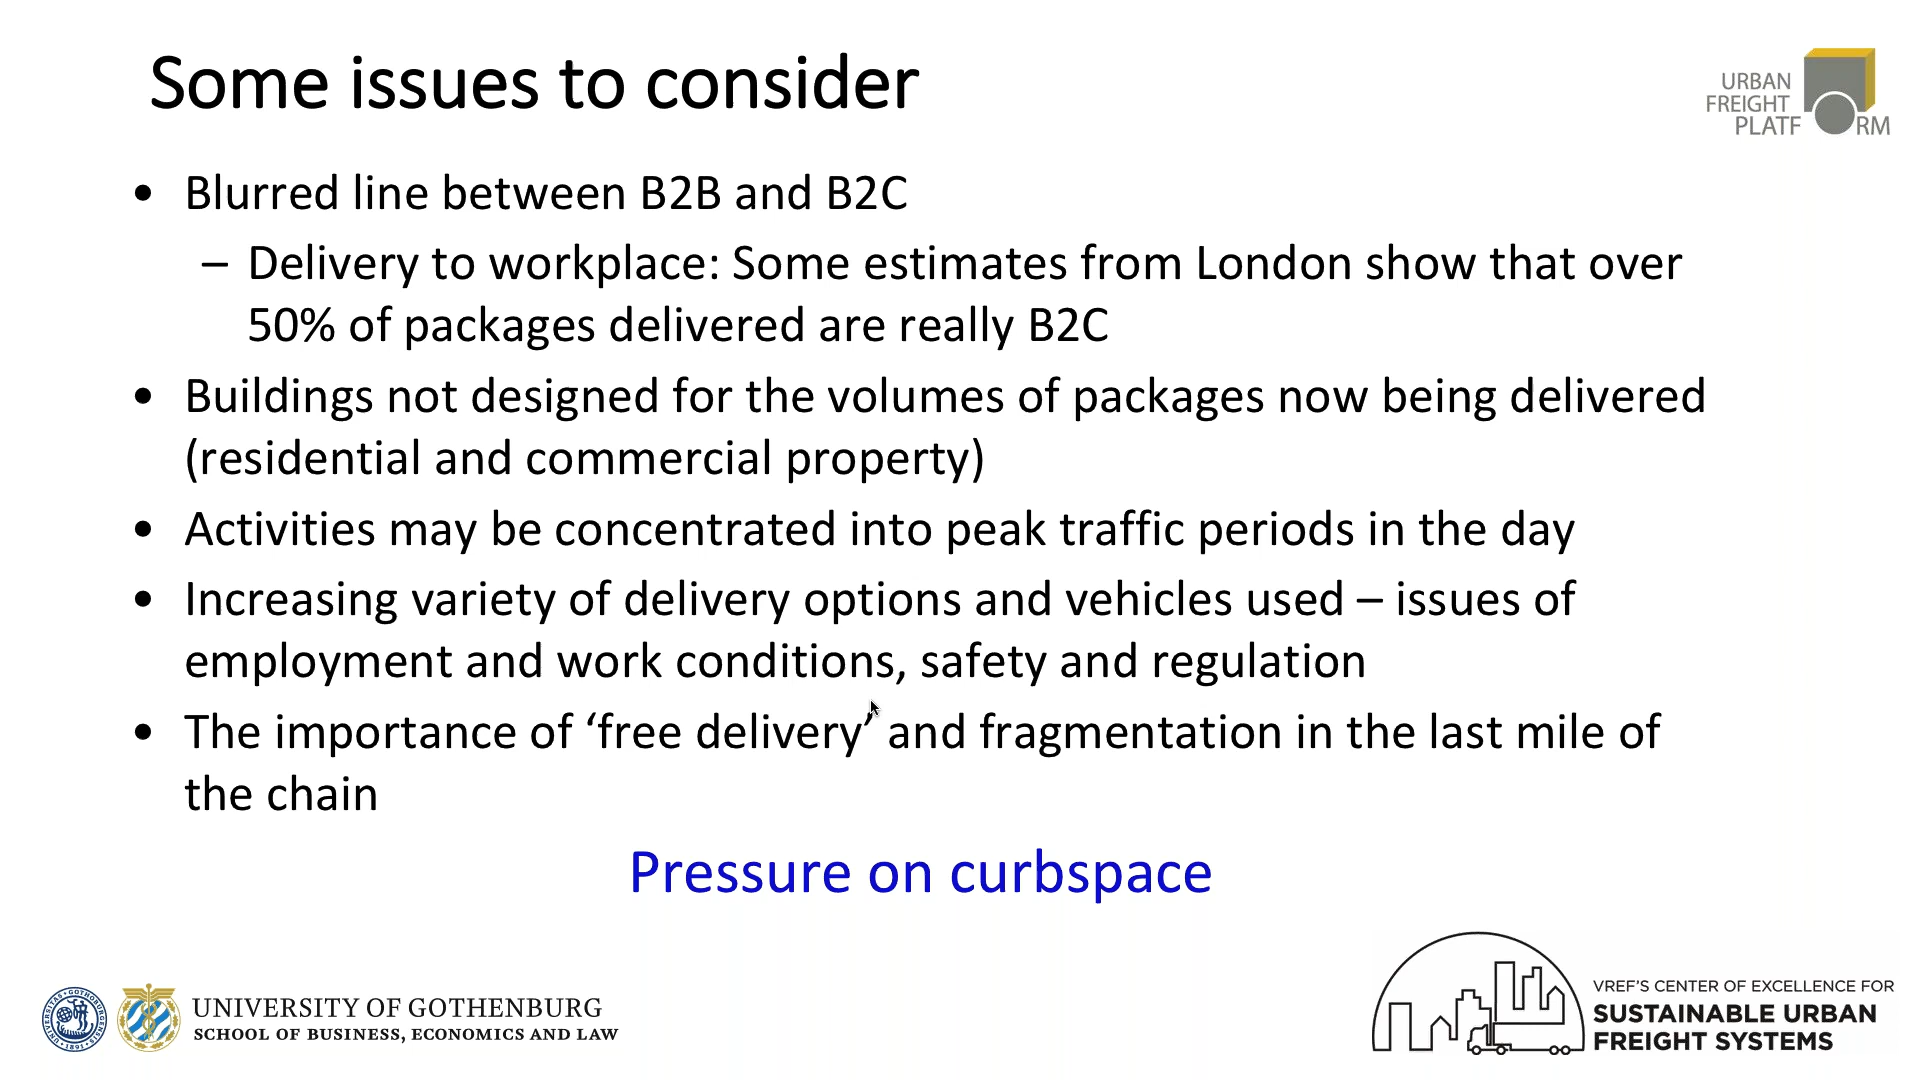 Some issues to consider
URBAN
FREIGHT
PLATF RM
• Blurred line between B2B and B2C
– Delivery to workplace: Some estimates from London show that over
50% of packages delivered are really B2C
• Buildings not designed for the volumes of packages now being delivered
(residential and commercial property)
• Activities may be concentrated into peak traffic periods in the day
• Increasing variety of delivery options and vehicles used – issues of
employment and work conditions, safety and regulation
• The importance of ‘free delivery’ and fragmentation in the last mile of
the chain
Pressure on curbspace
UNIVERSITY OF GOTHENBURG
SCHOOL OF BUSINESS, ECONOMICS AND LAW
VREF'S CENTER OF EXCELLENCE FOR
SUSTAINABLE URBAN
FREIGHT SYSTEMS